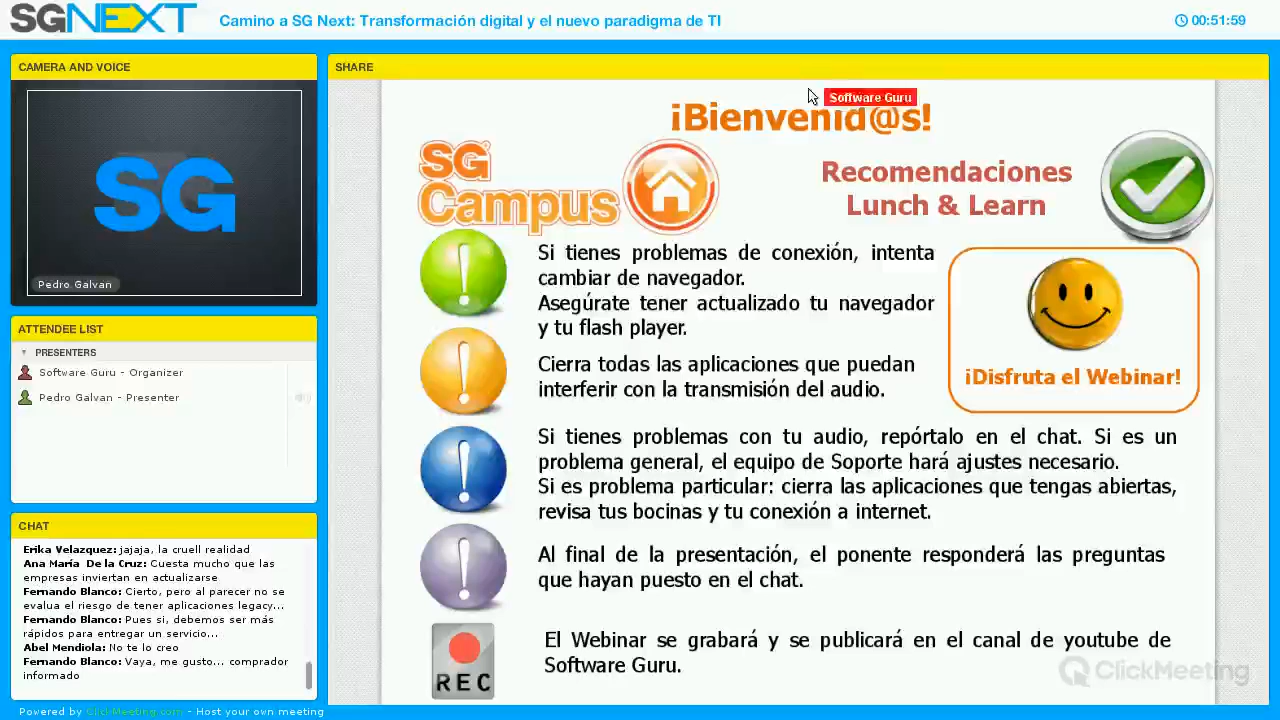 SGNEXT
Camino a SG Next: Transformación digital y el nuevo paradigma de TI
00:51:59
CAMERA AND VOICE
SG
Pedro Galvan
ATTENDEE LIST
PRESENTERS
Software Guru - Organizer
Pedro Galvan - Presenter
CHAT
Erika Velazquez: jajaja, la cruell realidad
Ana María De la Cruz: Cuesta mucho que las
empresas inviertan en actualizarse
Fernando Blanco: Cierto, pero al parecer no se
evalua el riesgo de tener aplicaciones legacy...
Fernando Blanco: Pues si, debemos ser más
rápidos para entregar un servicio...
Abel Mendiola: No te lo creo
Fernando Blanco: Vaya, me gusto... comprador
informado
SHARE
Software Guru
¡Bienvenid@s!
SG
Campus
Recomendaciones
Lunch & Learn
Si tienes problemas de conexión, intenta
cambiar de navegador.
Asegúrate tener actualizado tu navegador
y tu flash player.
¡Disfruta el Webinar!
Cierra todas las aplicaciones que puedan
interferir con la transmisión del audio.
Si tienes problemas con tu audio, repórtalo en el chat. Si es un
problema general, el equipo de Soporte hará ajustes necesario.
Si es problema particular: cierra las aplicaciones que tengas abiertas,
revisa tus bocinas y tu conexión a internet.
Al final de la presentación, el ponente responderá las preguntas
que hayan puesto en el chat.
REC
El Webinar se grabará y se publicará en el canal de youtube de
Software Guru.
ClickMeeting
Powered by ClickMeeting.com - Host your own meeting